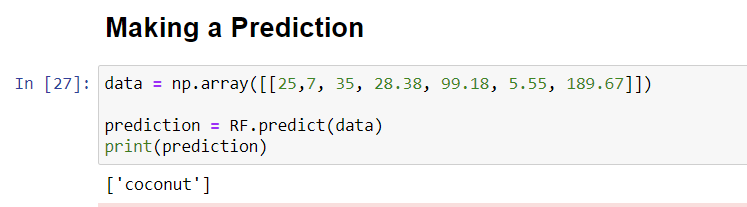 Making a Prediction
In [27]: data = np.array([[25,7, 35, 28.38, 99.18, 5.55, 189.67]])
prediction = RF.predict(data)
print(prediction)
['coconut']